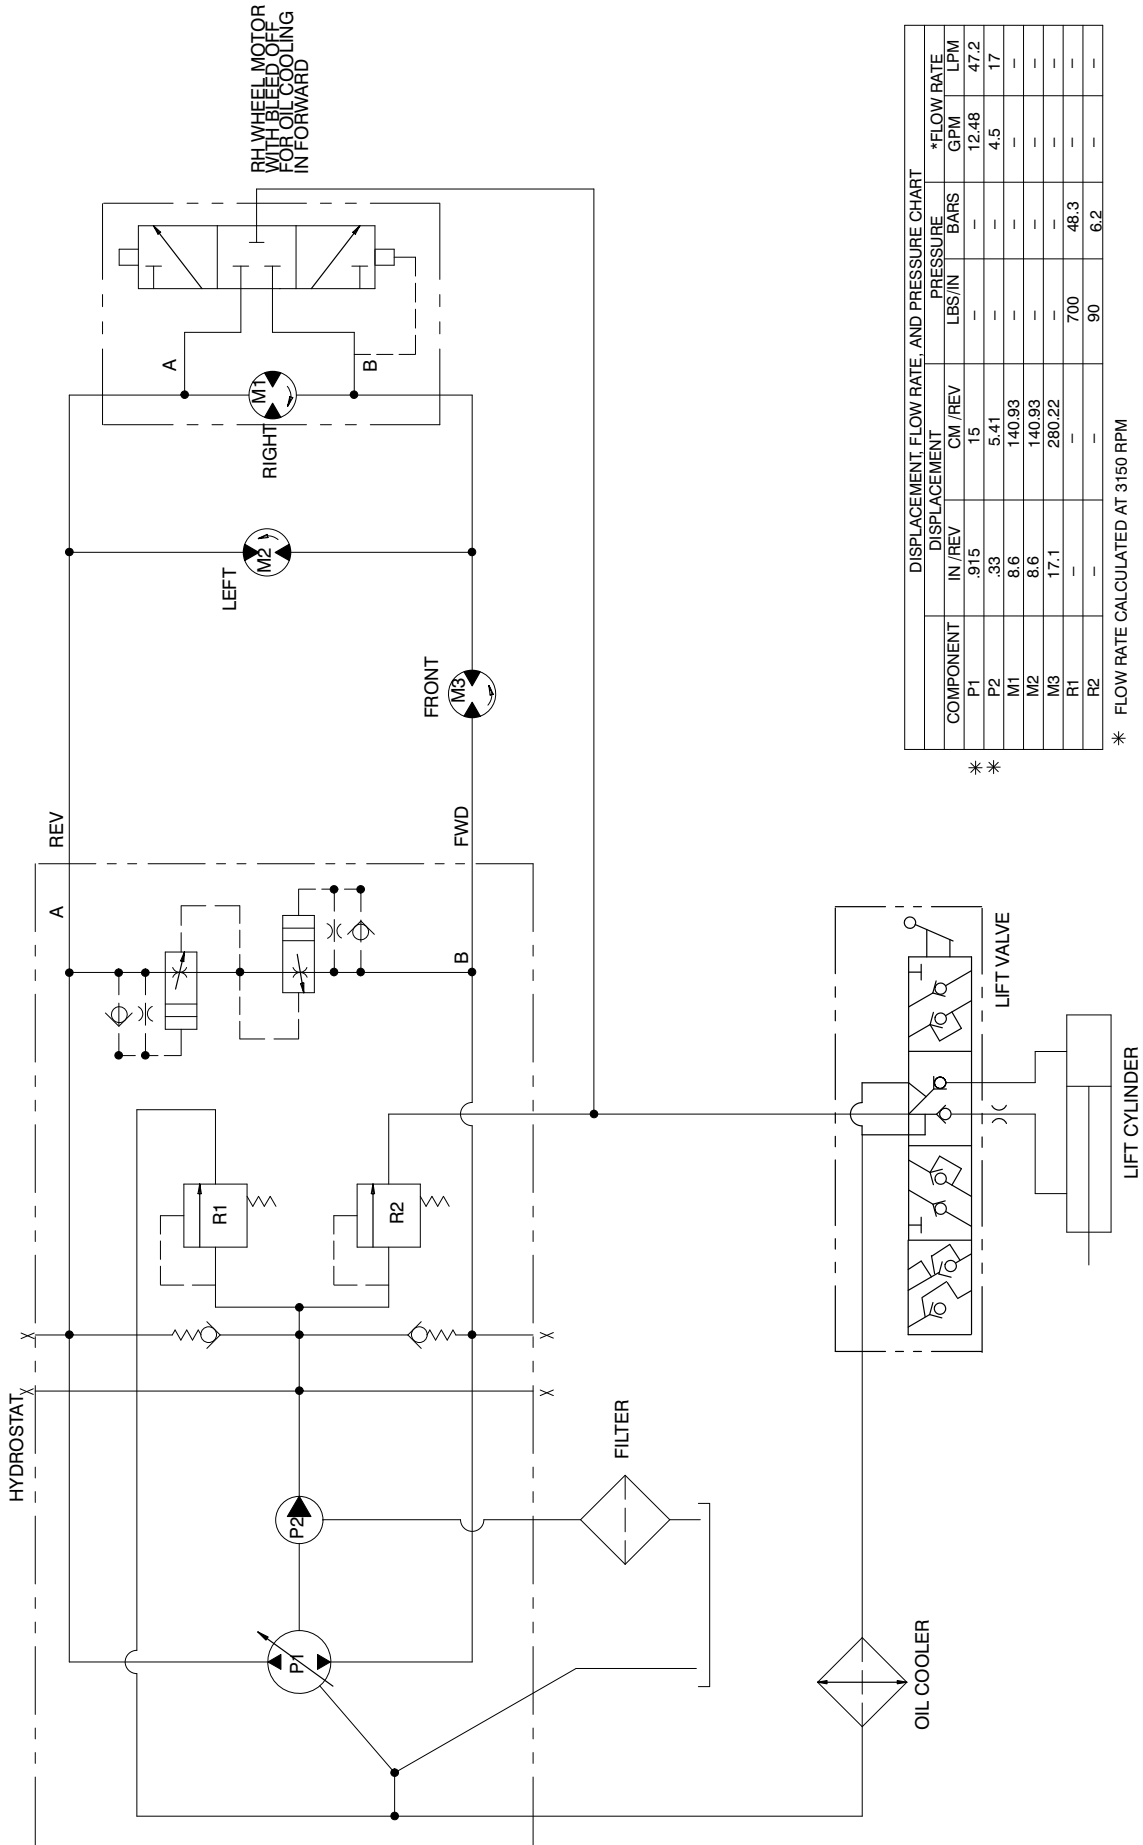 HYDROSTAT
X
X
X
X
P1
P2
R1
R2
A
REV
B
FWD
FRONT
M3
LEFT
M2
RIGHT
M1
A
B
RH WHEEL MOTOR
WITH BLEED OFF
FOR OIL COOLING
IN FORWARD
FILTER
OIL COOLER
LIFT VALVE
LIFT CYLINDER
DISPLACEMENT, FLOW RATE, AND PRESSURE CHART
DISPLACEMENT PRESSURE *FLOW RATE
COMPONENT IN /REV CM /REV LBS/IN BARS GPM LPM
* P1 .915 15 – – 12.48 47.2
* P2 .33 5.41 – – 4.5 17
M1 8.6 140.93 – – – –
M2 8.6 140.93 – – – –
M3 17.1 280.22 – – – –
R1 – – 700 48.3 – –
R2 – – 90 6.2 – –
* FLOW RATE CALCULATED AT 3150 RPM